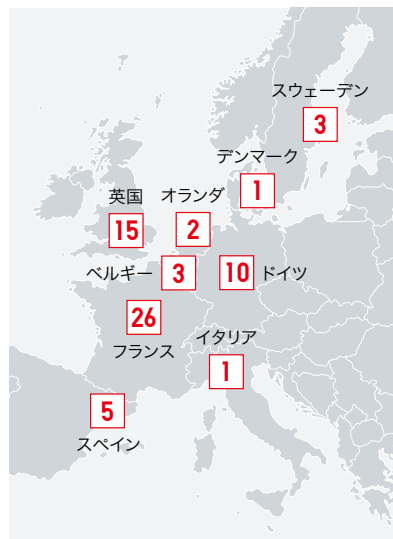 スウェーデン
3
デンマーク
1
英国
15
オランダ
2
ベルギー
3
10
ドイツ
26
フランス
イタリア
1
5
スペイン